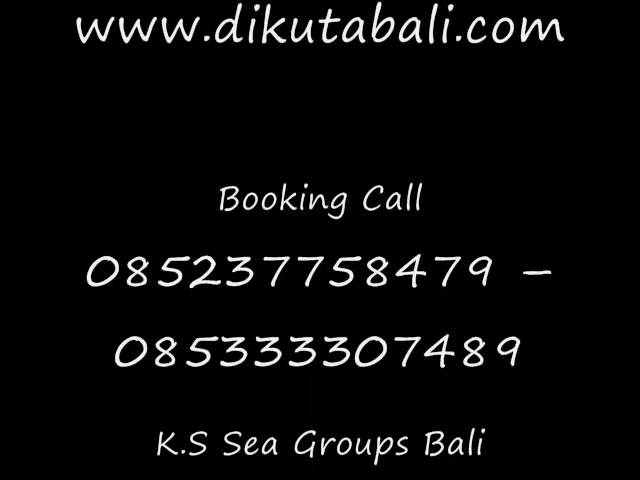 www.dikutabali.com
Booking Call
085237758479 –
085333307489
K.S Sea Groups Bali